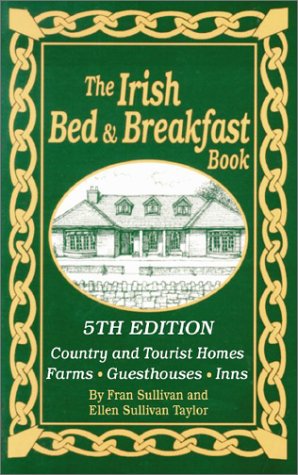 The Irish
Bed & Breakfast
Book
5TH EDITION
Country and Tourist Homes
Farms • Guesthouses • Inns
By Fran Sullivan and
Ellen Sullivan Taylor